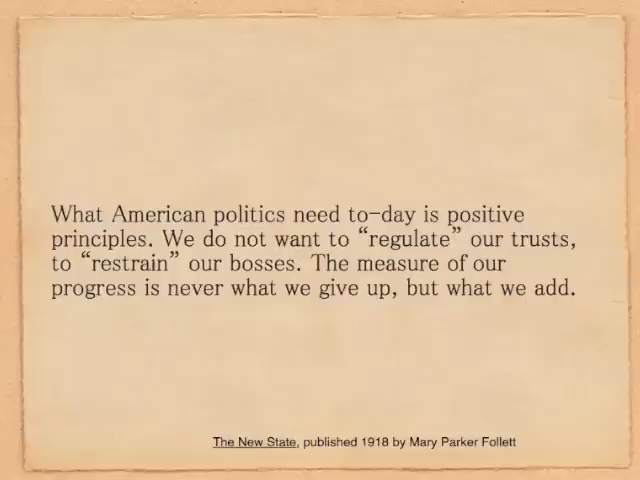 What American politics need to-day is positive
principles. We do not want to “regulate” our trusts,
to “restrain” our bosses. The measure of our
progress is never what we give up, but what we add.
The New State, published 1918 by Mary Parker Follett